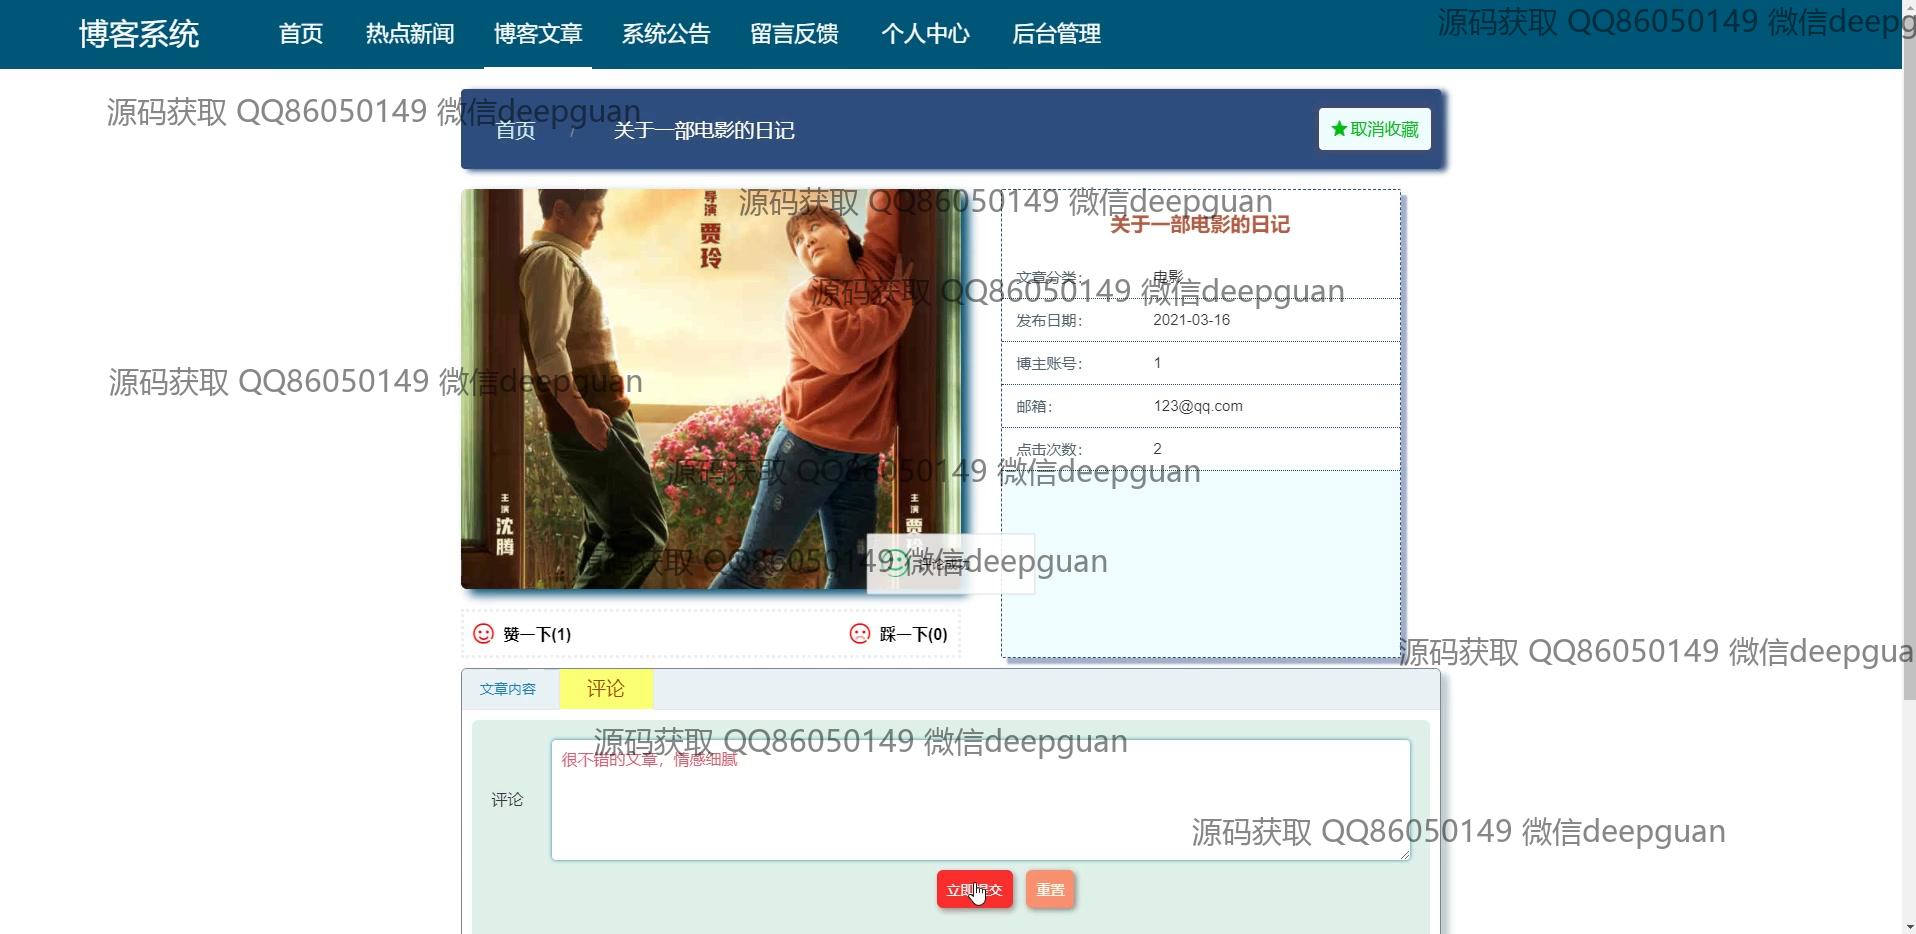 博客系统 首页 热点新闻 博客文章 系统公告 留言反馈 个人中心 后台管理
源码获取 QQ86050149 微信deepg
源码获取 QQ86050149 微信deepguan
首页 / 关于一部电影的日记
取消收藏
源码获取 QQ86050149 微信deepguan
导演
贾玲
关于一部电影的日记
文章分类: 电影
源码获取 QQ86050149 微信deepguan
发布日期: 2021-03-16
博主账号: 1
源码获取 QQ86050149 微信deepguan
邮箱: 123@qq.com
点击次数: 2
源码获取 QQ86050149 微信deepguan
主演
沈腾
主演
贾玲
源码获取 QQ86050149 微信deepguan
评论成功
赞一下(1)
踩一下(0)
源码获取 QQ86050149 微信deepgua
文章内容 评论
源码获取 QQ86050149 微信deepguan
很不错的文章，情感细腻
评论
源码获取 QQ86050149 微信deepguan
立即提交 重置